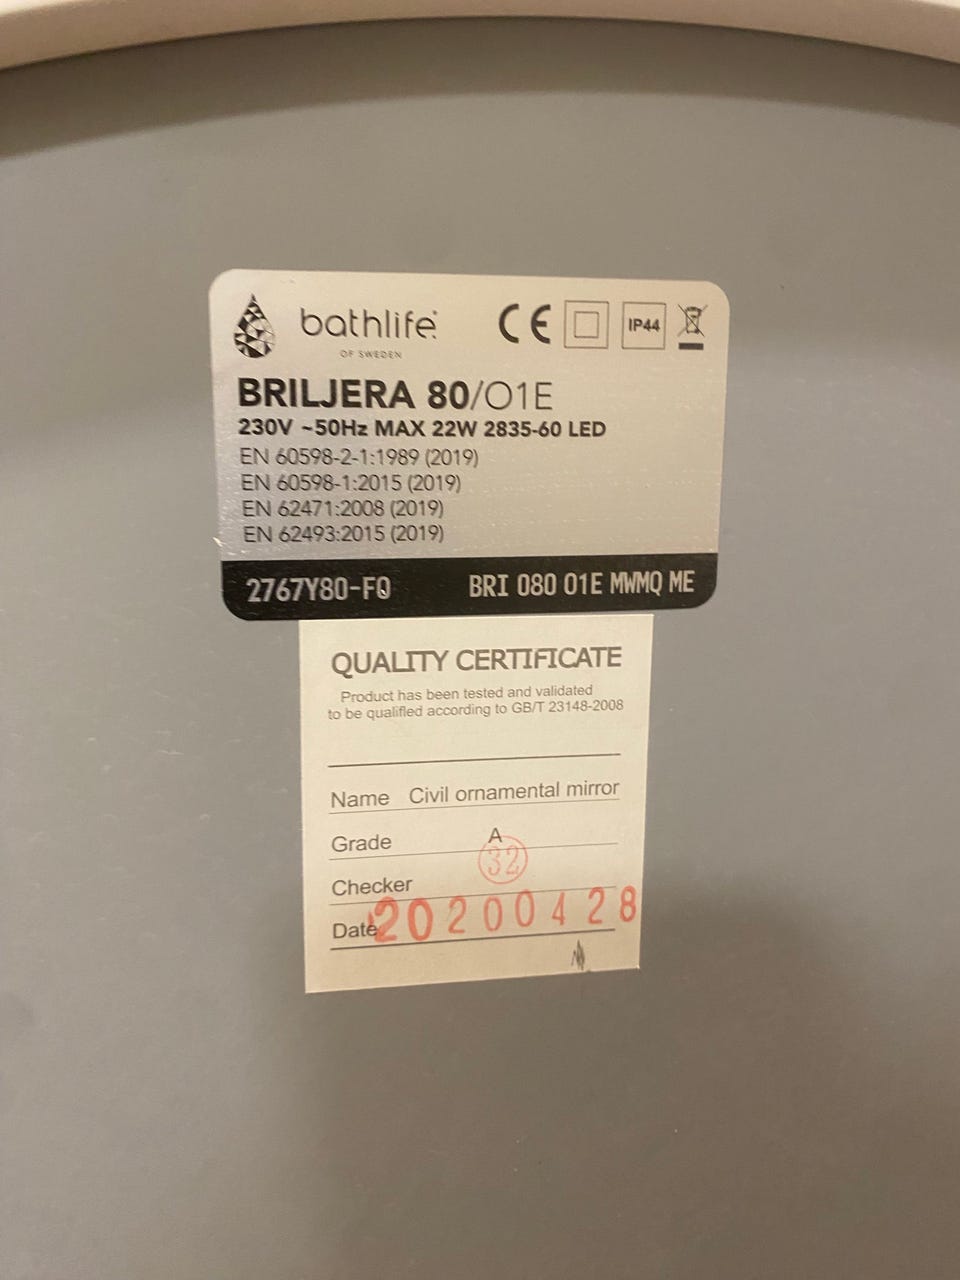 bathlife
OF SWEDEN
CE
IP44
BRILJERA 80/O1E
230V ~50Hz MAX 22W 2835-60 LED
EN 60598-2-1:1989 (2019)
EN 60598-1:2015 (2019)
EN 62471:2008 (2019)
EN 62493:2015 (2019)
2767Y80-FQ BRI 080 01E MWMQ ME
QUALITY CERTIFICATE
Product has been tested and validated
to be qualified according to GB/T 23148-2008
Name Civil ornamental mirror
Grade A
32
Checker
Date 20200428